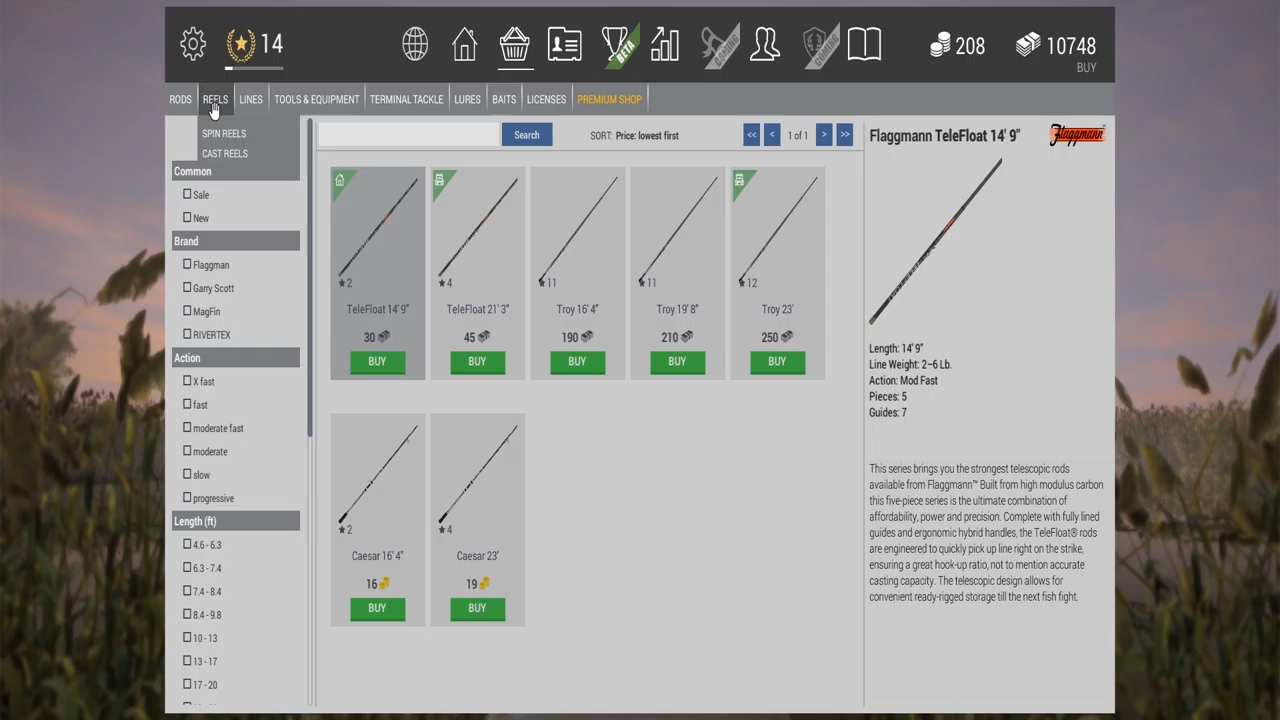 14
BETA
COMING
COMING
208
10748
BUY
RODS REELS LINES TOOLS & EQUIPMENT TERMINAL TACKLE LURES BAITS LICENSES PREMIUM SHOP
SPIN REELS
CAST REELS
Common
Sale
New
Brand
Flaggman
Garry Scott
MagFin
RIVERTEX
Action
X fast
fast
moderate fast
moderate
slow
progressive
Length (ft)
4.6 - 6.3
6.3 - 7.4
7.4 - 8.4
8.4 - 9.8
10 - 13
13 - 17
17 - 20
Search
SORT: Price: lowest first
<< < 1 of 1 > >>
★2 ★4 ★11 ★11 ★12
TeleFloat 14' 9" TeleFloat 21' 3" Troy 16' 4" Troy 19' 8" Troy 23'
30 45 190 210 250
BUY BUY BUY BUY BUY
★2 ★4
Caesar 16' 4" Caesar 23'
16 19
BUY BUY
Flaggmann TeleFloat 14' 9"
Flaggmann
Length: 14' 9"
Line Weight: 2–6 Lb.
Action: Mod Fast
Pieces: 5
Guides: 7
This series brings you the strongest telescopic rods
available from Flaggmann™ Built from high modulus carbon
this five-piece series is the ultimate combination of
affordability, power and precision. Complete with fully lined
guides and ergonomic hybrid handles, the TeleFloat® rods
are engineered to quickly pick up line right on the strike,
ensuring a great hook-up ratio, not to mention accurate
casting capacity. The telescopic design allows for
convenient ready-rigged storage till the next fish fight.